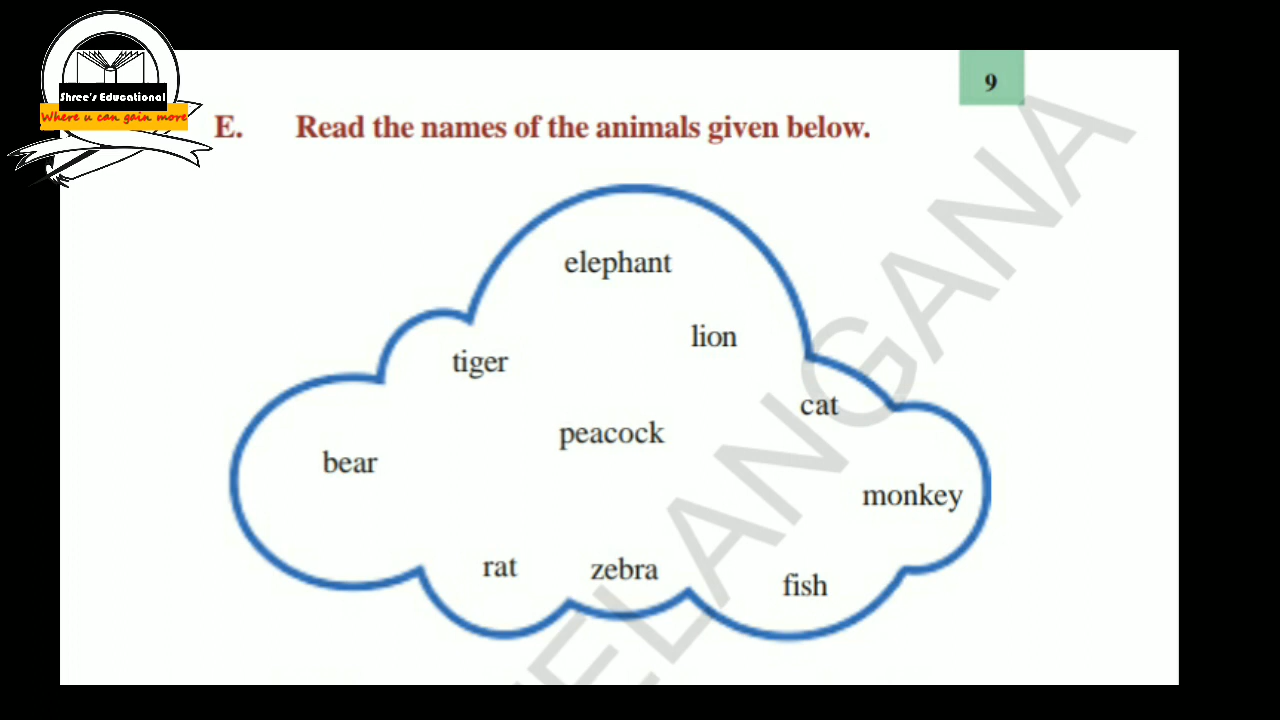 Shree's Educational
Where u can gain more
9
E. Read the names of the animals given below.
elephant
lion
tiger
cat
peacock
bear
monkey
rat
zebra
fish
ELANGANA